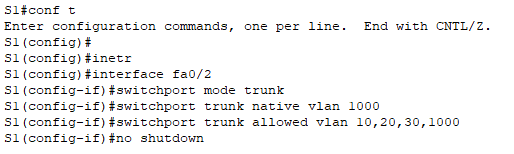 S1#conf t
Enter configuration commands, one per line.  End with CNTL/Z.
S1(config)#
S1(config)#inetr
S1(config)#interface fa0/2
S1(config-if)#switchport mode trunk
S1(config-if)#switchport trunk native vlan 1000
S1(config-if)#switchport trunk allowed vlan 10,20,30,1000
S1(config-if)#no shutdown